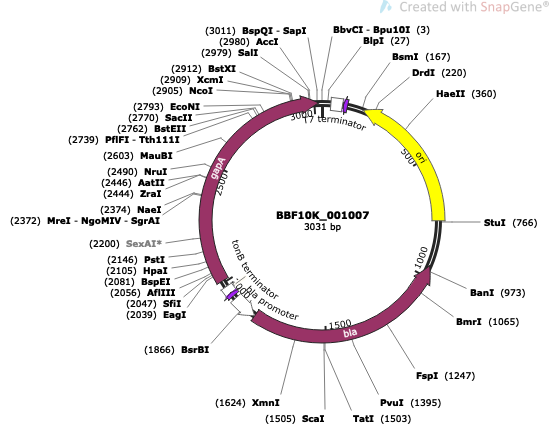 Created with SnapGene®
(3011) BspQI - SapI
(2980) AccI
(2979) SalI
(2912) BstXI
(2909) XcmI
(2905) NcoI
(2793) EcoNI
(2770) SacII
(2762) BstEII
(2739) PflFI - Tth111I
(2603) MauBI
(2490) NruI
(2446) AatII
(2444) ZraI
(2374) NaeI
(2372) MreI - NgoMIV - SgrAI
(2200) SexAI*
(2146) PstI
(2105) HpaI
(2081) BspEI
(2056) AflIII
(2047) SfiI
(2039) EagI
(1866) BsrBI
(1624) XmnI
(1505) ScaI
BbvCI - Bpu10I (3)
BlpI (27)
BsmI (167)
DrdI (220)
HaeII (360)
StuI (766)
BanI (973)
BmrI (1065)
FspI (1247)
PvuI (1395)
TatI (1503)
BBF10K_001007
3031 bp
T7 terminator
ori
bla
bla promoter
tonB terminator
gapA
500
1000
1500
2500
3000